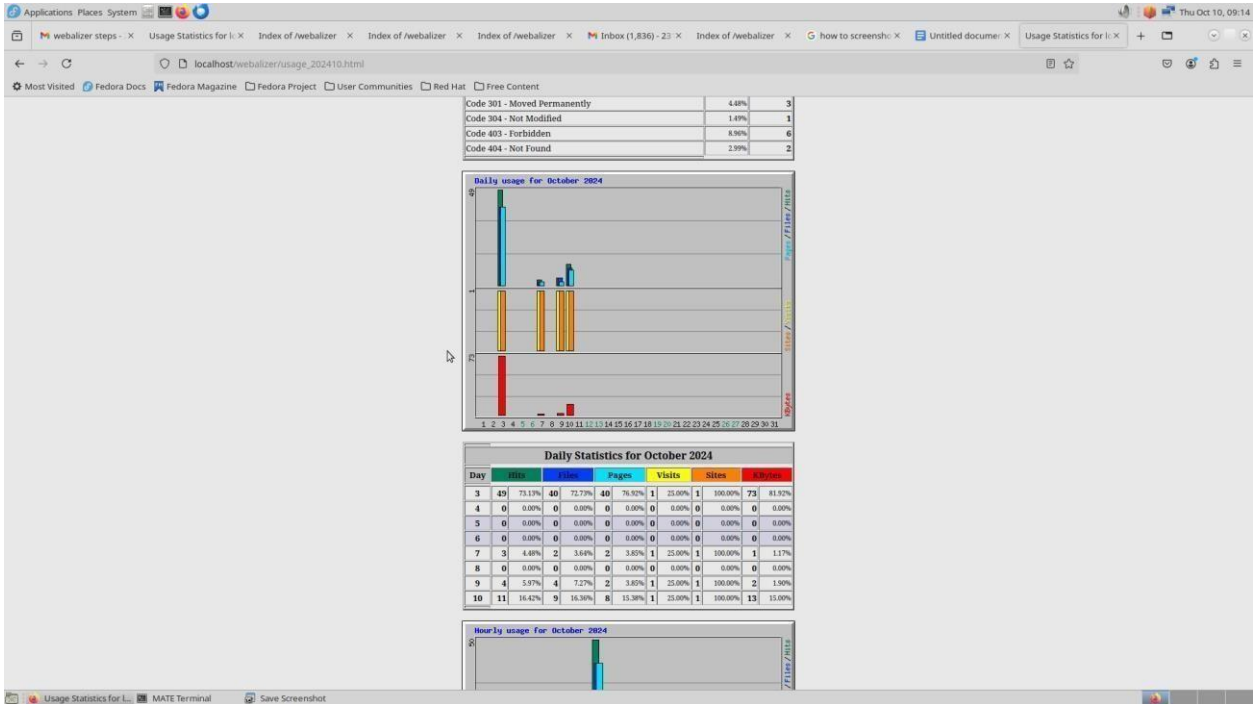 Applications Places System
Thu Oct 10, 09:14
webalizer steps - ×
Usage Statistics for lo ×
Index of /webalizer ×
Index of /webalizer ×
Index of /webalizer ×
Inbox (1,836) - 23 ×
Index of /webalizer ×
how to screensho ×
Untitled documen ×
Usage Statistics for lo ×
localhost/webalizer/usage_202410.html
Most Visited Fedora Docs Fedora Magazine Fedora Project User Communities Red Hat Free Content
Code 301 - Moved Permanently 4.48% 3
Code 304 - Not Modified 1.49% 1
Code 403 - Forbidden 8.96% 6
Code 404 - Not Found 2.99% 2
Daily usage for October 2024
49
Pages/Files/Hits
1
Sites/Visits
73
KBytes
1 2 3 4 5 6 7 8 9 10 11 12 13 14 15 16 17 18 19 20 21 22 23 24 25 26 27 28 29 30 31
Daily Statistics for October 2024
Day Hits Files Pages Visits Sites KBytes
3 49 73.13% 40 72.73% 40 76.92% 1 25.00% 1 100.00% 73 81.92%
4 0 0.00% 0 0.00% 0 0.00% 0 0.00% 0 0.00% 0 0.00%
5 0 0.00% 0 0.00% 0 0.00% 0 0.00% 0 0.00% 0 0.00%
6 0 0.00% 0 0.00% 0 0.00% 0 0.00% 0 0.00% 0 0.00%
7 3 4.48% 2 3.64% 2 3.85% 1 25.00% 1 100.00% 1 1.17%
8 0 0.00% 0 0.00% 0 0.00% 0 0.00% 0 0.00% 0 0.00%
9 4 5.97% 4 7.27% 2 3.85% 1 25.00% 1 100.00% 2 1.90%
10 11 16.42% 9 16.36% 8 15.38% 1 25.00% 1 100.00% 13 15.00%
Hourly usage for October 2024
50
/Files/Hits
Usage Statistics for l... MATE Terminal Save Screenshot